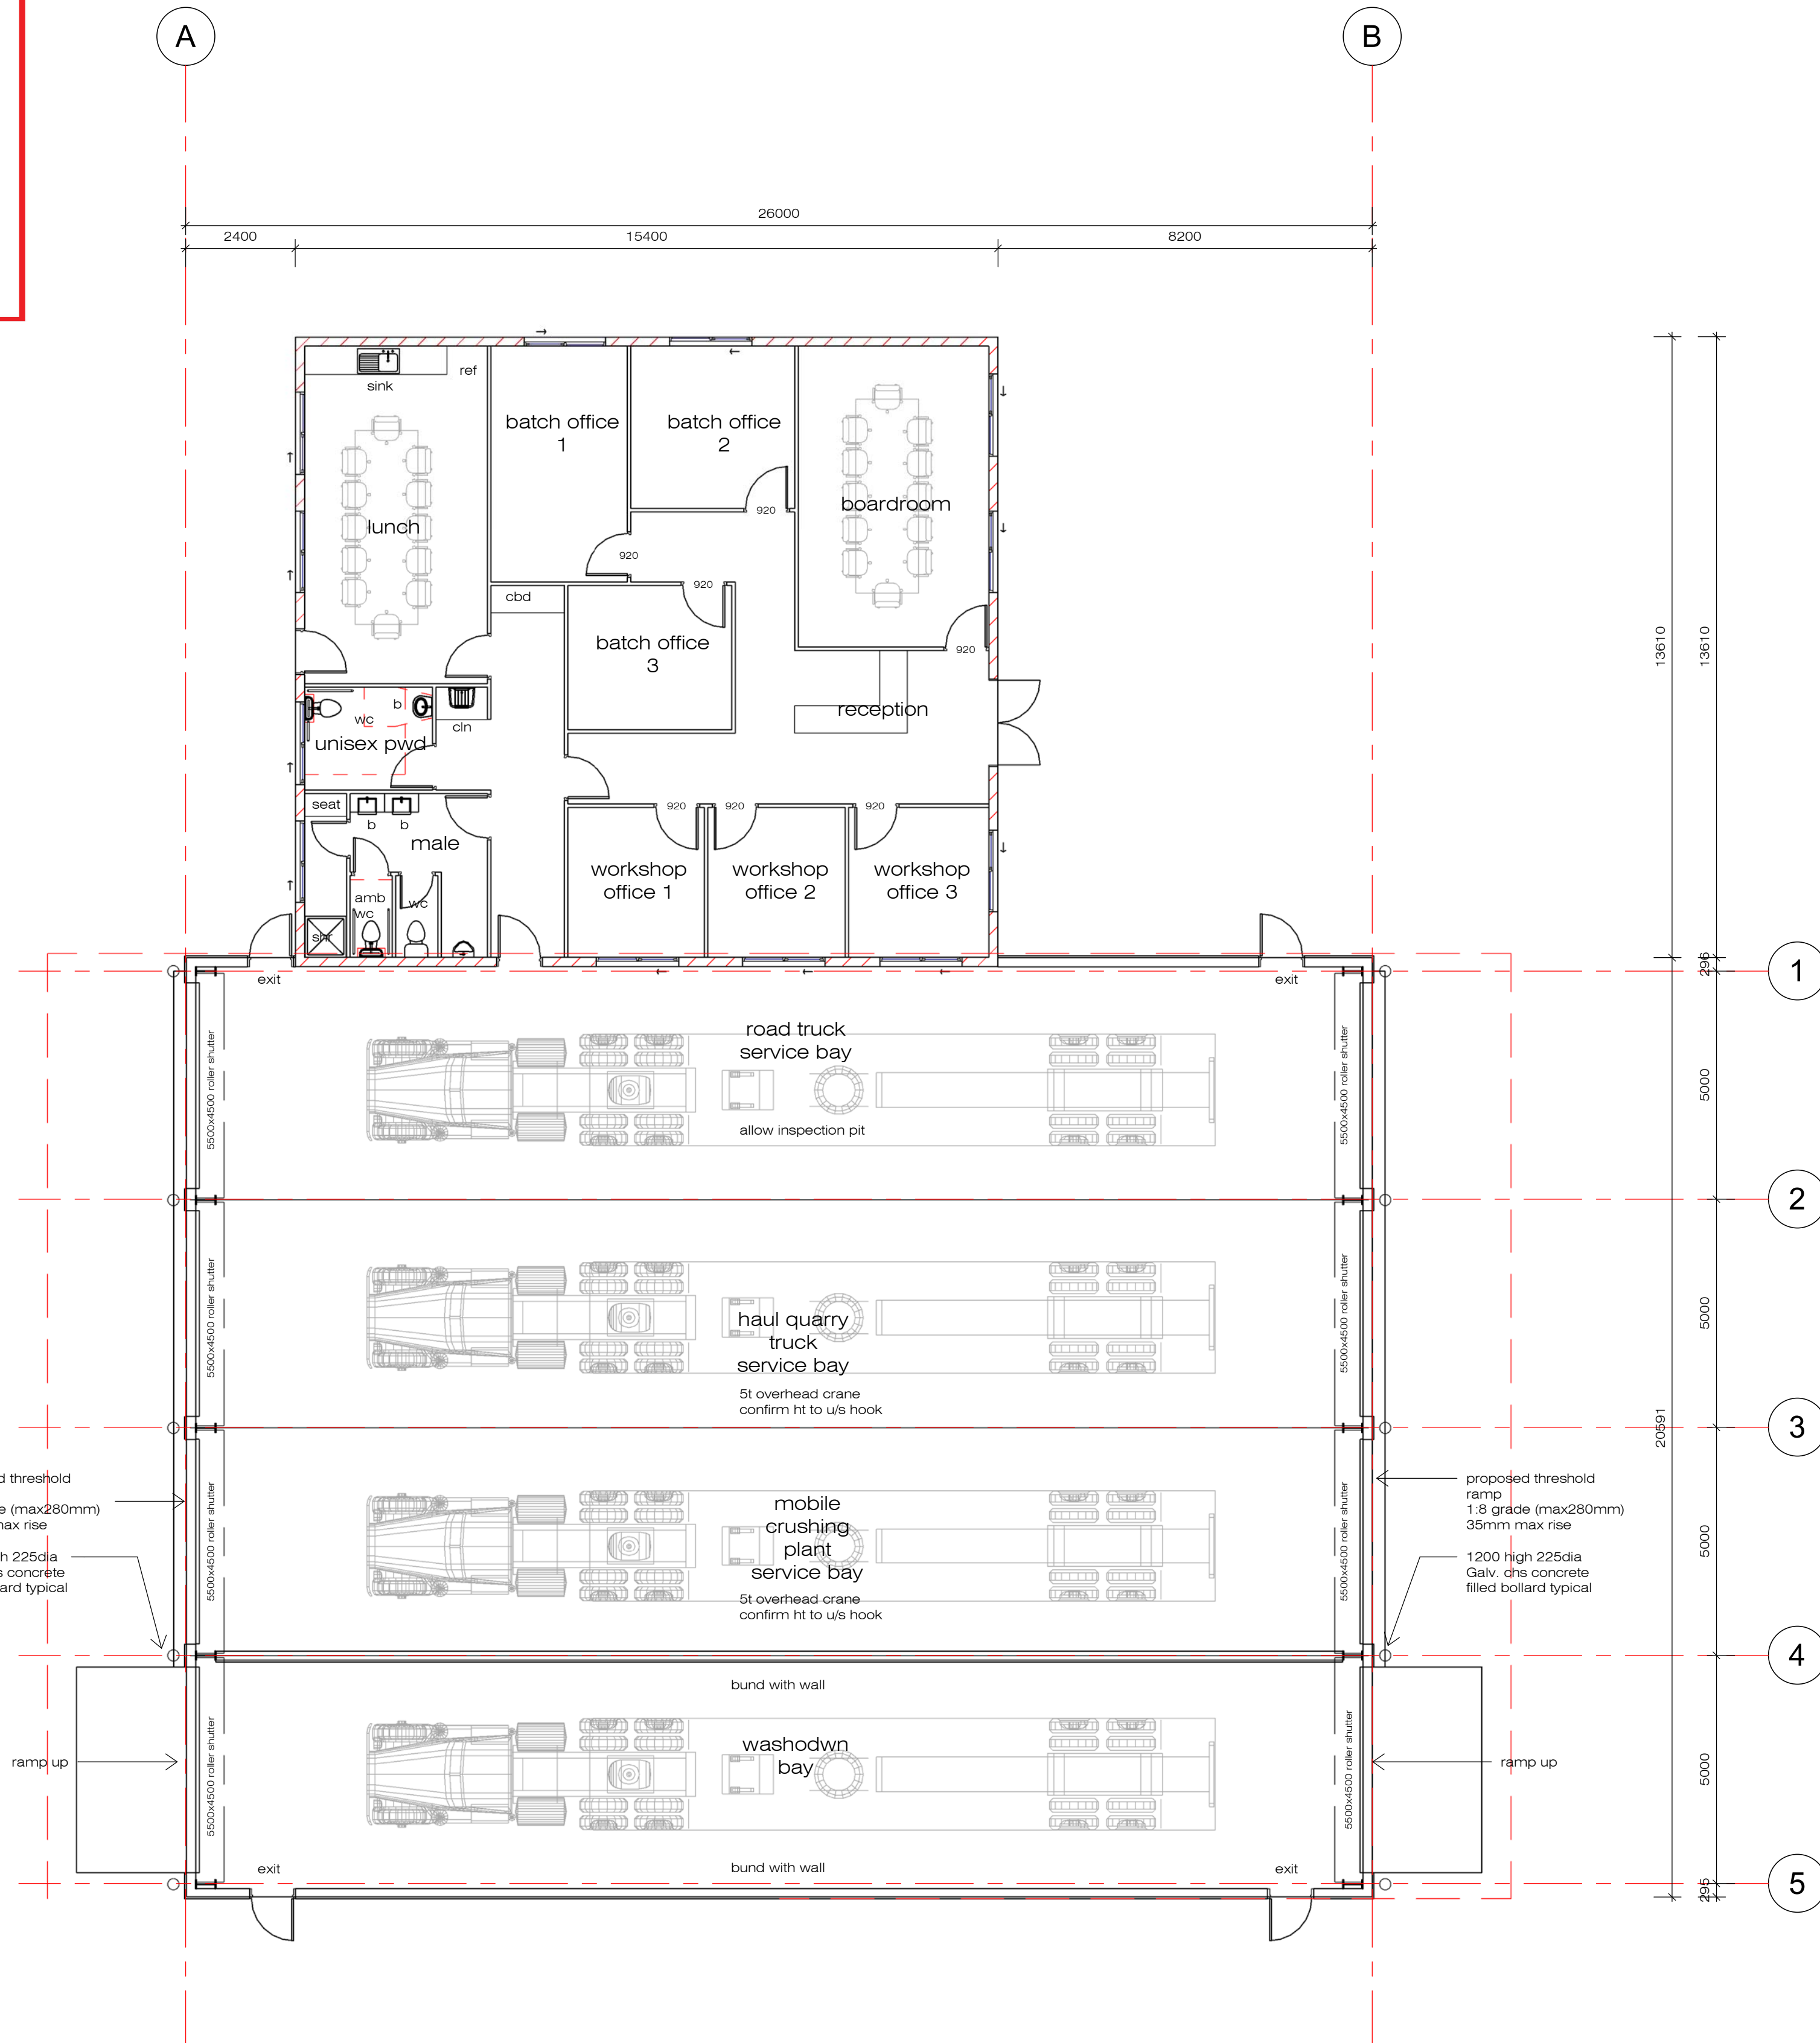 A
B
26000
2400
15400
8200
sink
ref
batch office
1
batch office
2
boardroom
lunch
920
920
920
cbd
batch office
3
920
13610
13610
wc
b
cln
reception
unisex pwd
seat
b
b
male
920
920
920
workshop
office 1
workshop
office 2
workshop
office 3
amb
wc
wc
shr
exit
exit
296
1
road truck
service bay
5500x4500 roller shutter
5500x4500 roller shutter
allow inspection pit
5000
2
haul quarry
truck
service bay
5500x4500 roller shutter
5500x4500 roller shutter
5t overhead crane
confirm ht to u/s hook
5000
20591
3
d threshold
e (max280mm)
ax rise
h 225dia
s concrete
ard typical
mobile
crushing
plant
service bay
5500x4500 roller shutter
5500x4500 roller shutter
5t overhead crane
confirm ht to u/s hook
proposed threshold
ramp
1:8 grade (max280mm)
35mm max rise
1200 high 225dia
Galv. chs concrete
filled bollard typical
5000
4
bund with wall
washodwn
bay
5500x4500 roller shutter
5500x4500 roller shutter
ramp up
ramp up
5000
exit
bund with wall
exit
295
5